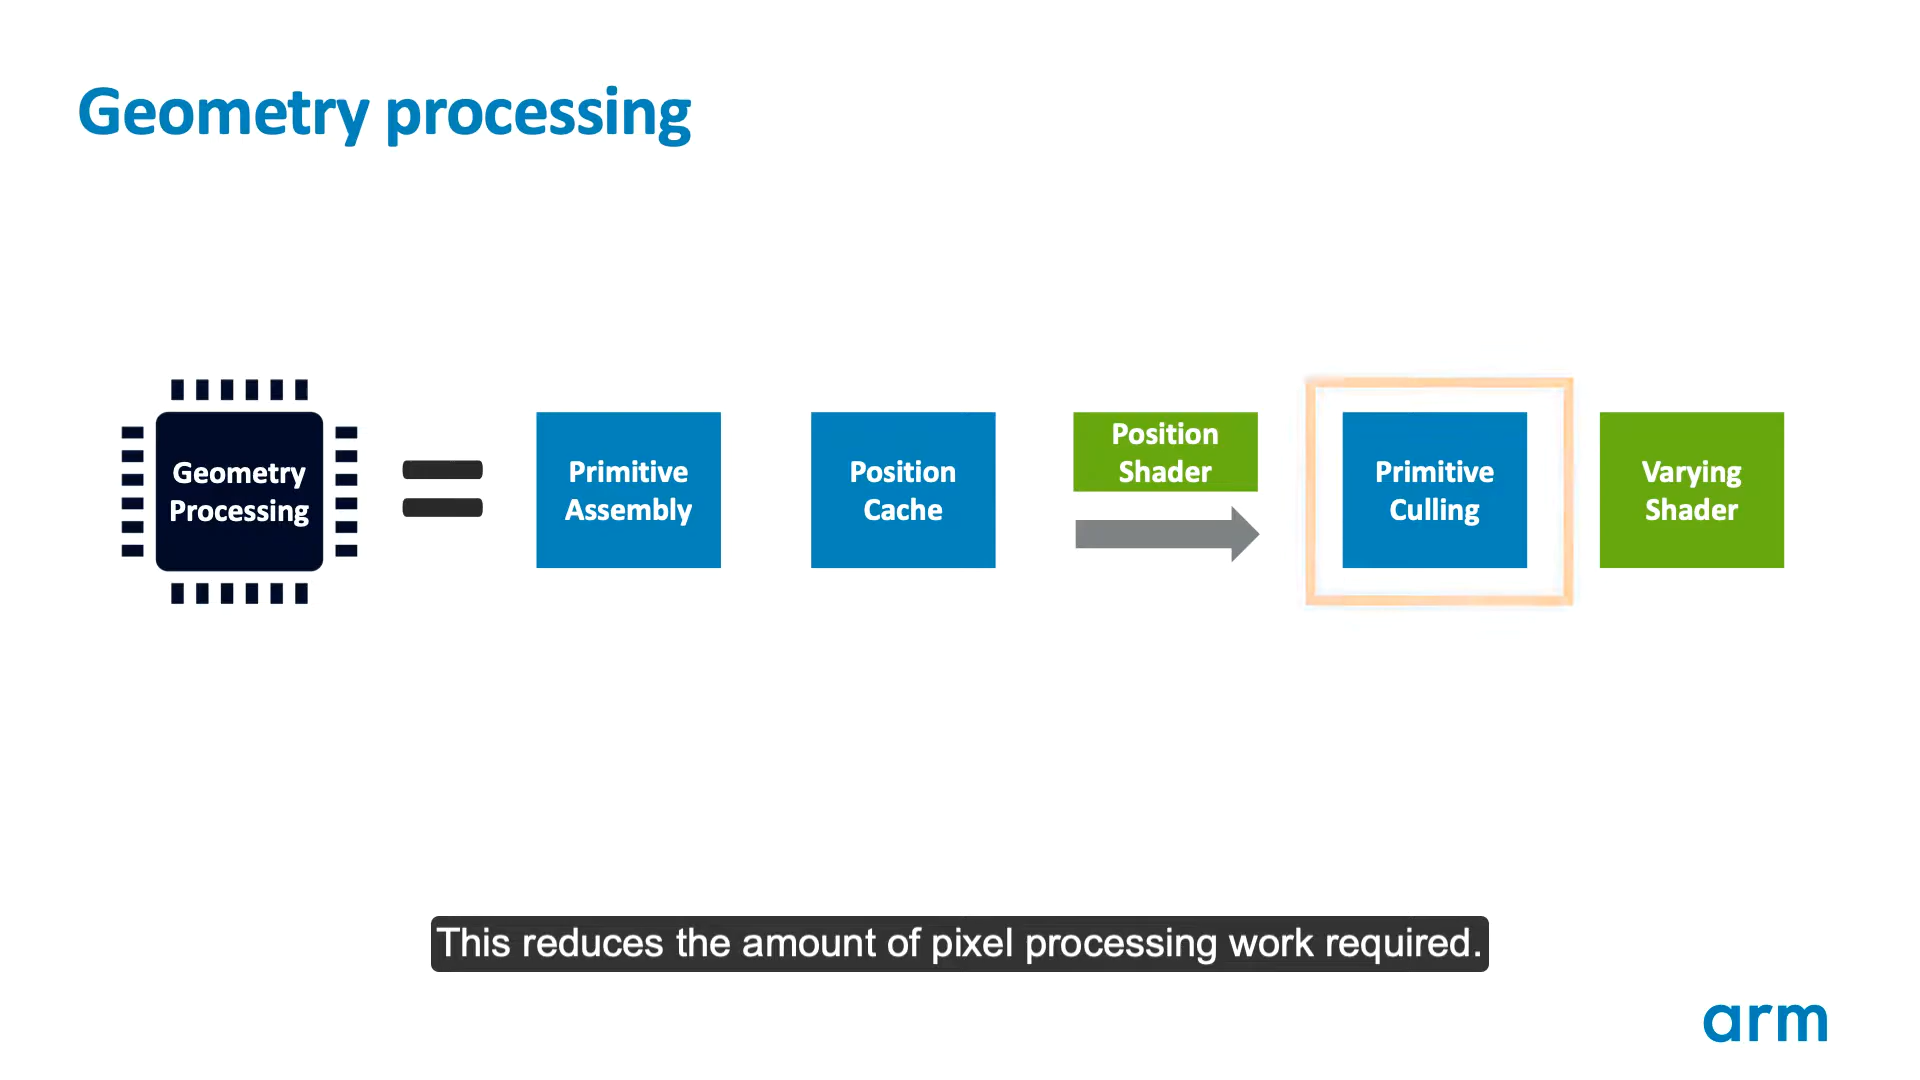 Geometry processing
Geometry
Processing
Primitive
Assembly
Position
Cache
Position
Shader
Primitive
Culling
Varying
Shader
This reduces the amount of pixel processing work required.
arm